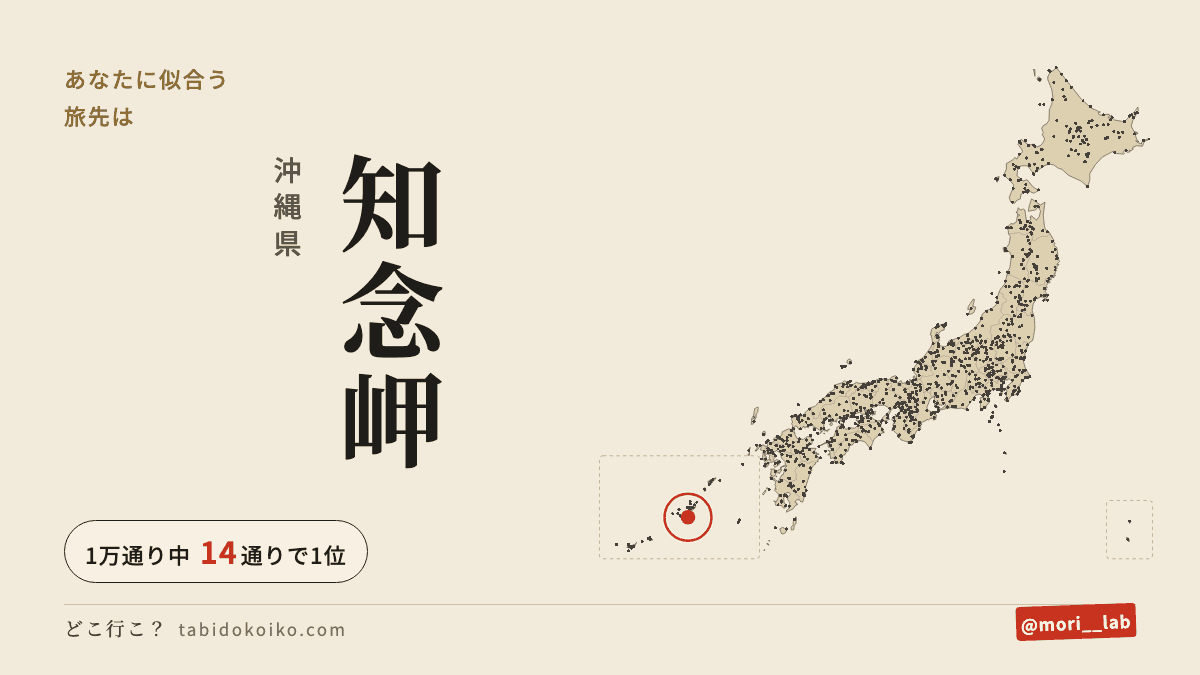 あなたに似合う
旅先は
知念岬
沖縄県
1万通り中 14通りで1位
どこ行こ？ tabidokoiko.com
@mori__lab